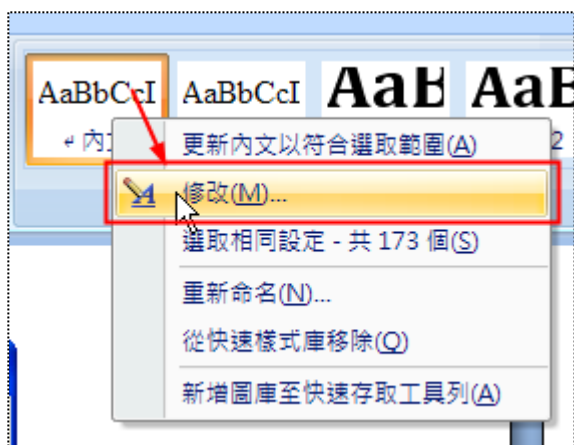 AaBbCcI AaBbCcI AaB AaB
↵ 內 2
更新內文以符合選取範圍(A)
修改(M)...
選取相同設定 - 共 173 個(S)
重新命名(N)...
從快速樣式庫移除(Q)
新增圖庫至快速存取工具列(A)